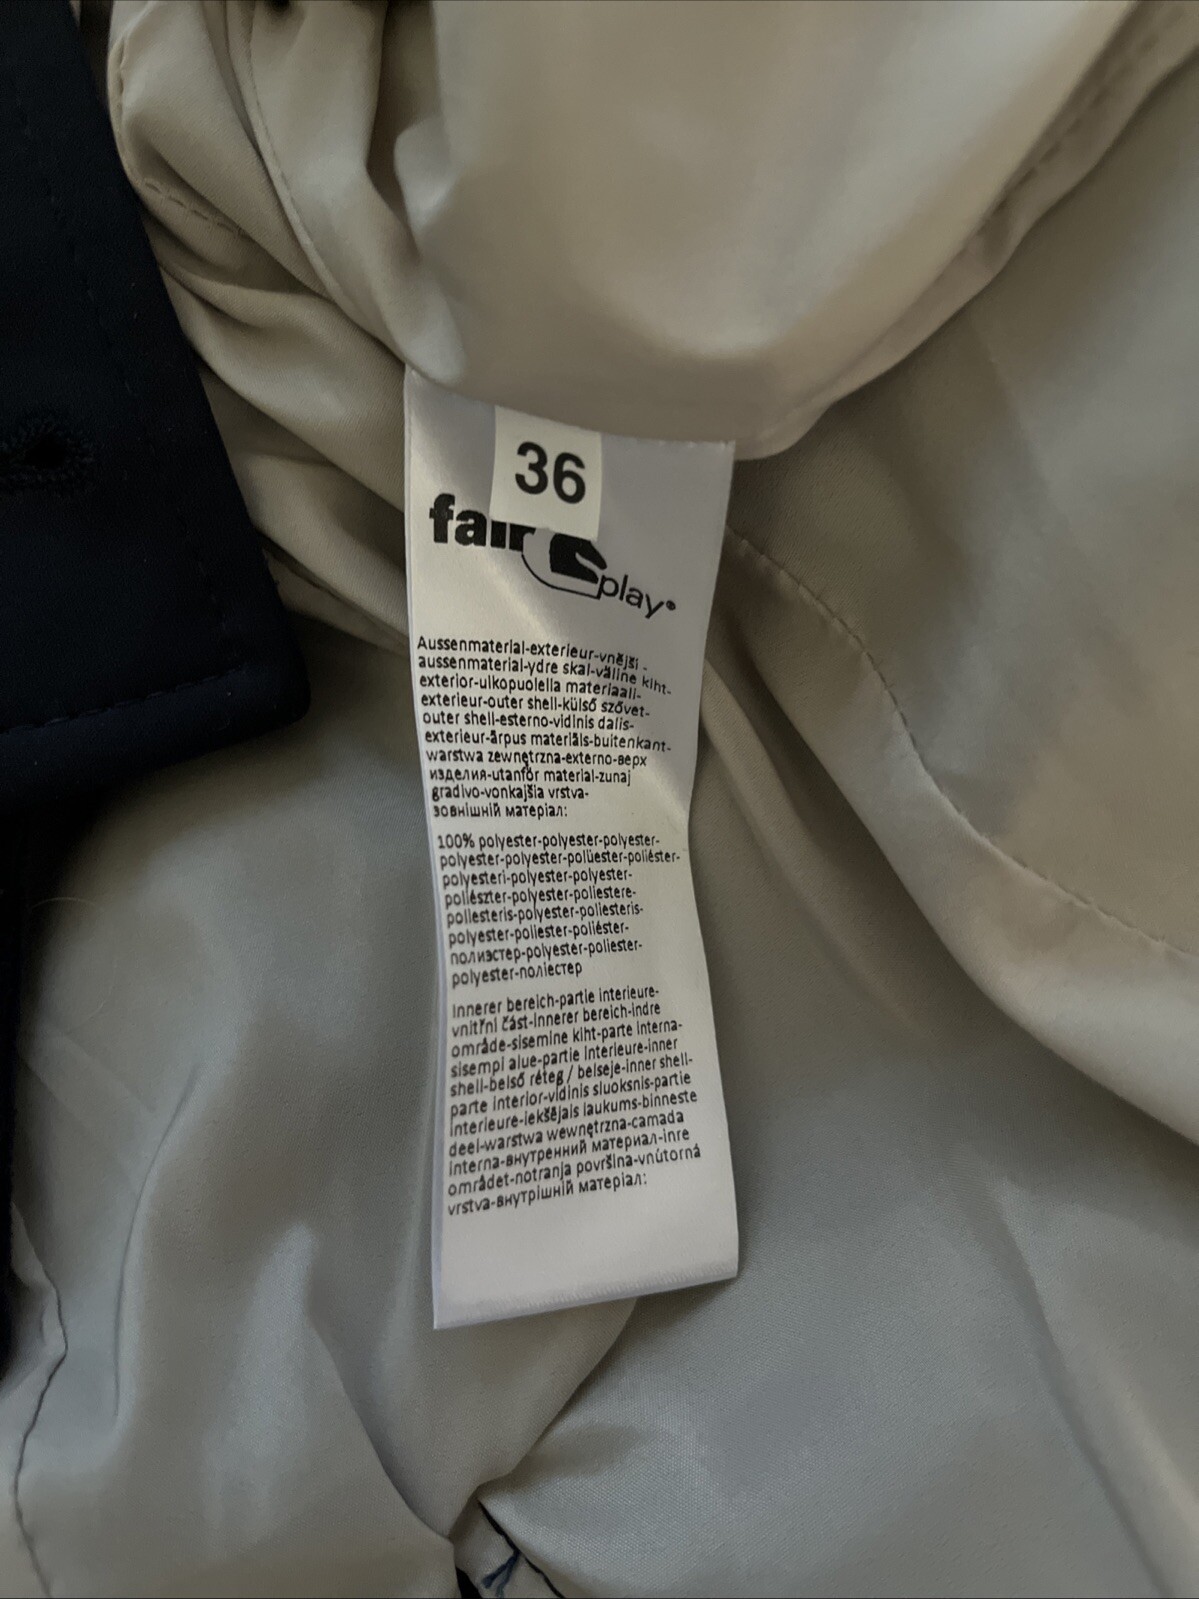 36
fair play®
Aussenmaterial-exterieur-vnější -
aussenmaterial-ydre skal-väline kiht-
exterior-ulkopuolella materiaali-
exterieur-outer shell-külső szövet-
outer shell-esterno-vidinis dalis-
exterieur-ārpus materiāls-buitenkant-
warstwa zewnętrzna-externo-верх
изделия-utanför material-zunaj
gradivo-vonkajšia vrstva-
зовнішній матеріал:
100% polyester-polyester-polyester-
polyester-polyester-polüester-poliéster-
polyesteri-polyester-polyester-
poliészter-polyester-poliestere-
poliesteris-polyester-poliesteris-
polyester-poliester-poliéster-
полиэстер-polyester-poliester-
polyester-поліестер
Innerer bereich-partie interieure-
vnitřní část-innerer bereich-indre
område-sisemine kiht-parte interna-
sisempi alue-partie interieure-inner
shell-belső réteg / belseje-inner shell-
parte interior-vidinis sluoksnis-partie
interieure-iekšējais laukums-binneste
deel-warstwa wewnętrzna-camada
interna-внутренний материал-inre
området-notranja površina-vnútorná
vrstva-внутрішній матеріал: